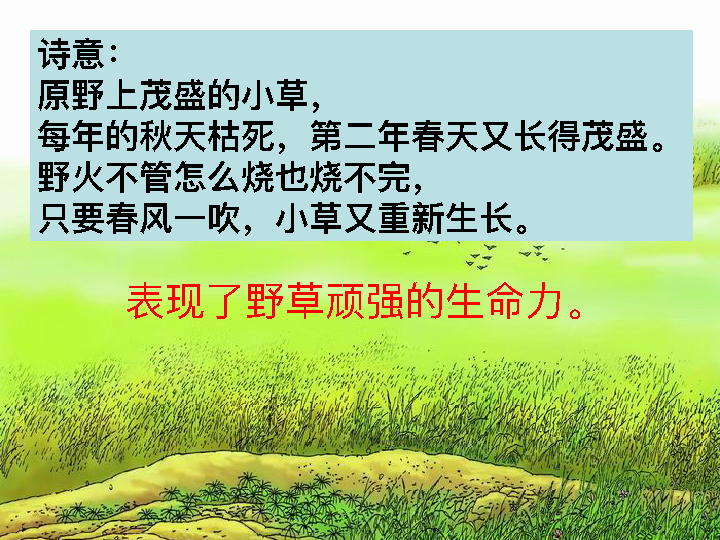 诗意：
原野上茂盛的小草，
每年的秋天枯死，第二年春天又长得茂盛。
野火不管怎么烧也烧不完，
只要春风一吹，小草又重新生长。
表现了野草顽强的生命力。